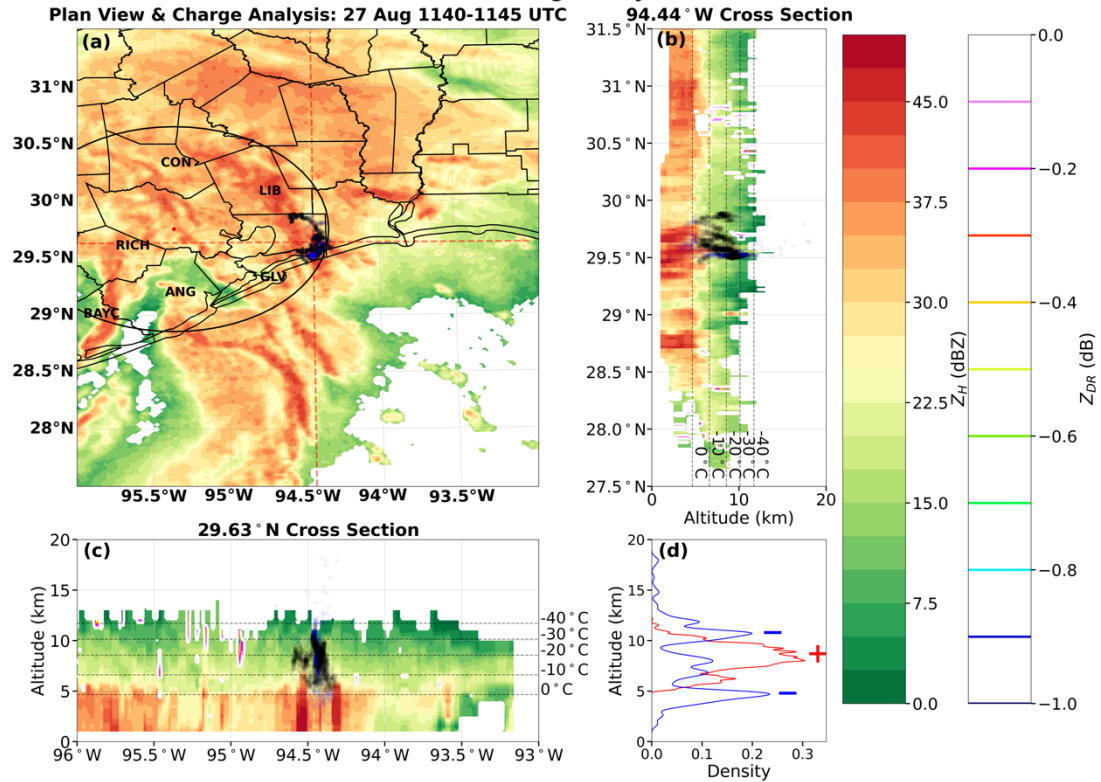 Plan View & Charge Analysis: 27 Aug 1140-1145 UTC
94.44°W Cross Section
(a)
31°N
30.5°N
30°N
29.5°N
29°N
28.5°N
28°N
CON
LIB
RICH
GLV
ANG
BAYC
95.5°W
95°W
94.5°W
94°W
93.5°W
(b)
31.5°N
31.0°N
30.5°N
30.0°N
29.5°N
29.0°N
28.5°N
28.0°N
27.5°N
0°C
-10°C
-20°C
-30°C
-40°C
0
10
20
Altitude (km)
45.0
37.5
30.0
22.5
15.0
7.5
0.0
Z_H (dBZ)
0.0
−0.2
−0.4
−0.6
−0.8
−1.0
Z_DR (dB)
29.63°N Cross Section
(c)
20
15
10
5
0
Altitude (km)
-40°C
-30°C
-20°C
-10°C
0°C
96°W
95.5°W
95°W
94.5°W
94°W
93.5°W
93°W
(d)
20
15
10
5
0
Altitude (km)
−
+
−
0.0
0.1
0.2
0.3
Density